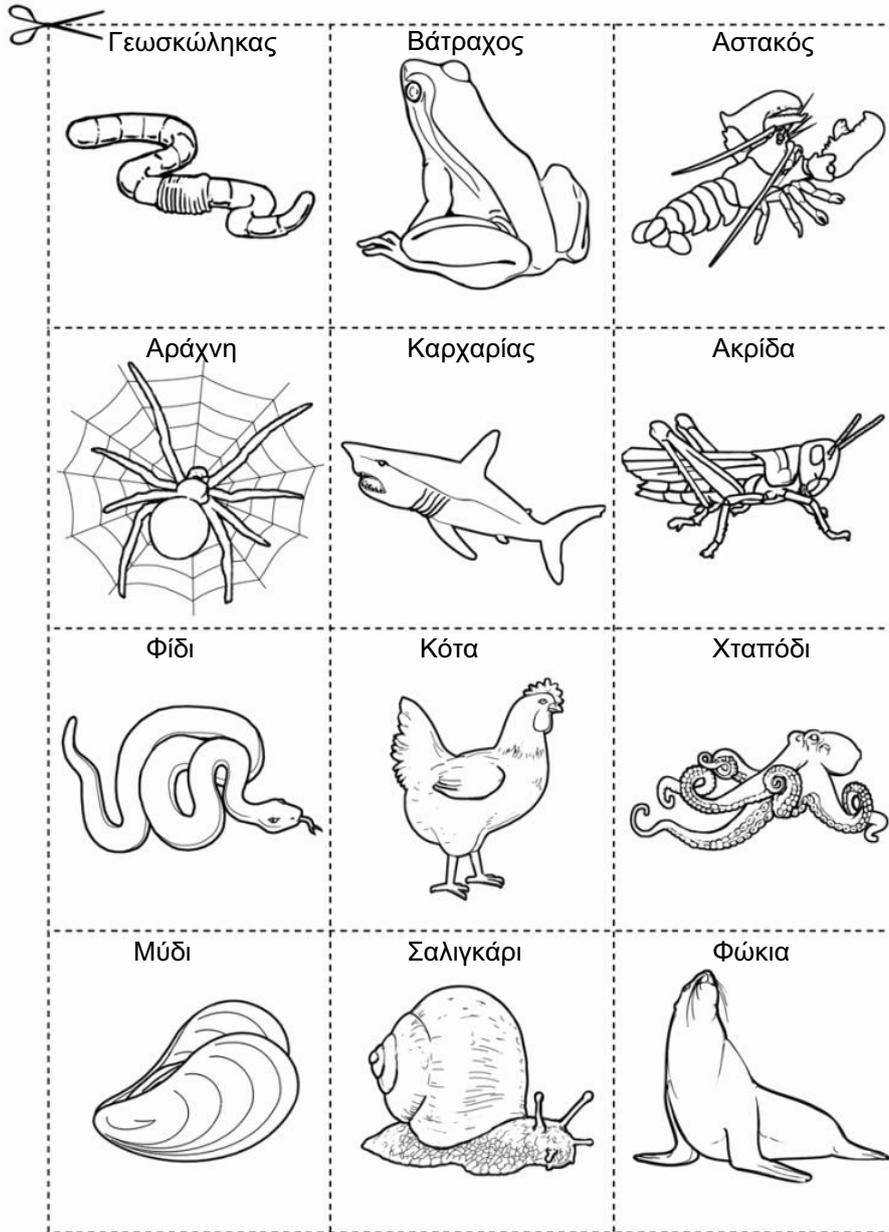 Γεωσκώληκας
Βάτραχος
Αστακός
Αράχνη
Καρχαρίας
Ακρίδα
Φίδι
Κότα
Χταπόδι
Μύδι
Σαλιγκάρι
Φώκια